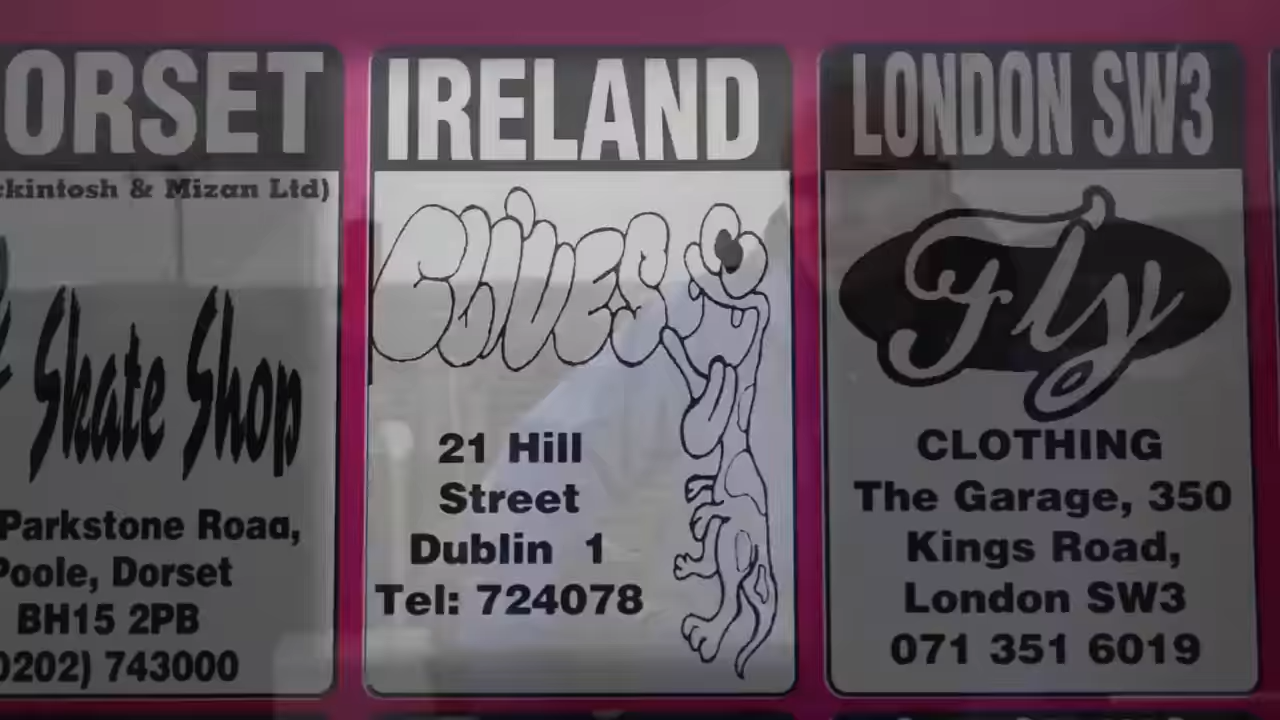 ORSET
ckintosh & Mizan Ltd)
Skate Shop
Parkstone Road,
Poole, Dorset
BH15 2PB
0202) 743000
IRELAND
CLIVES
21 Hill
Street
Dublin 1
Tel: 724078
LONDON SW3
Fly
CLOTHING
The Garage, 350
Kings Road,
London SW3
071 351 6019